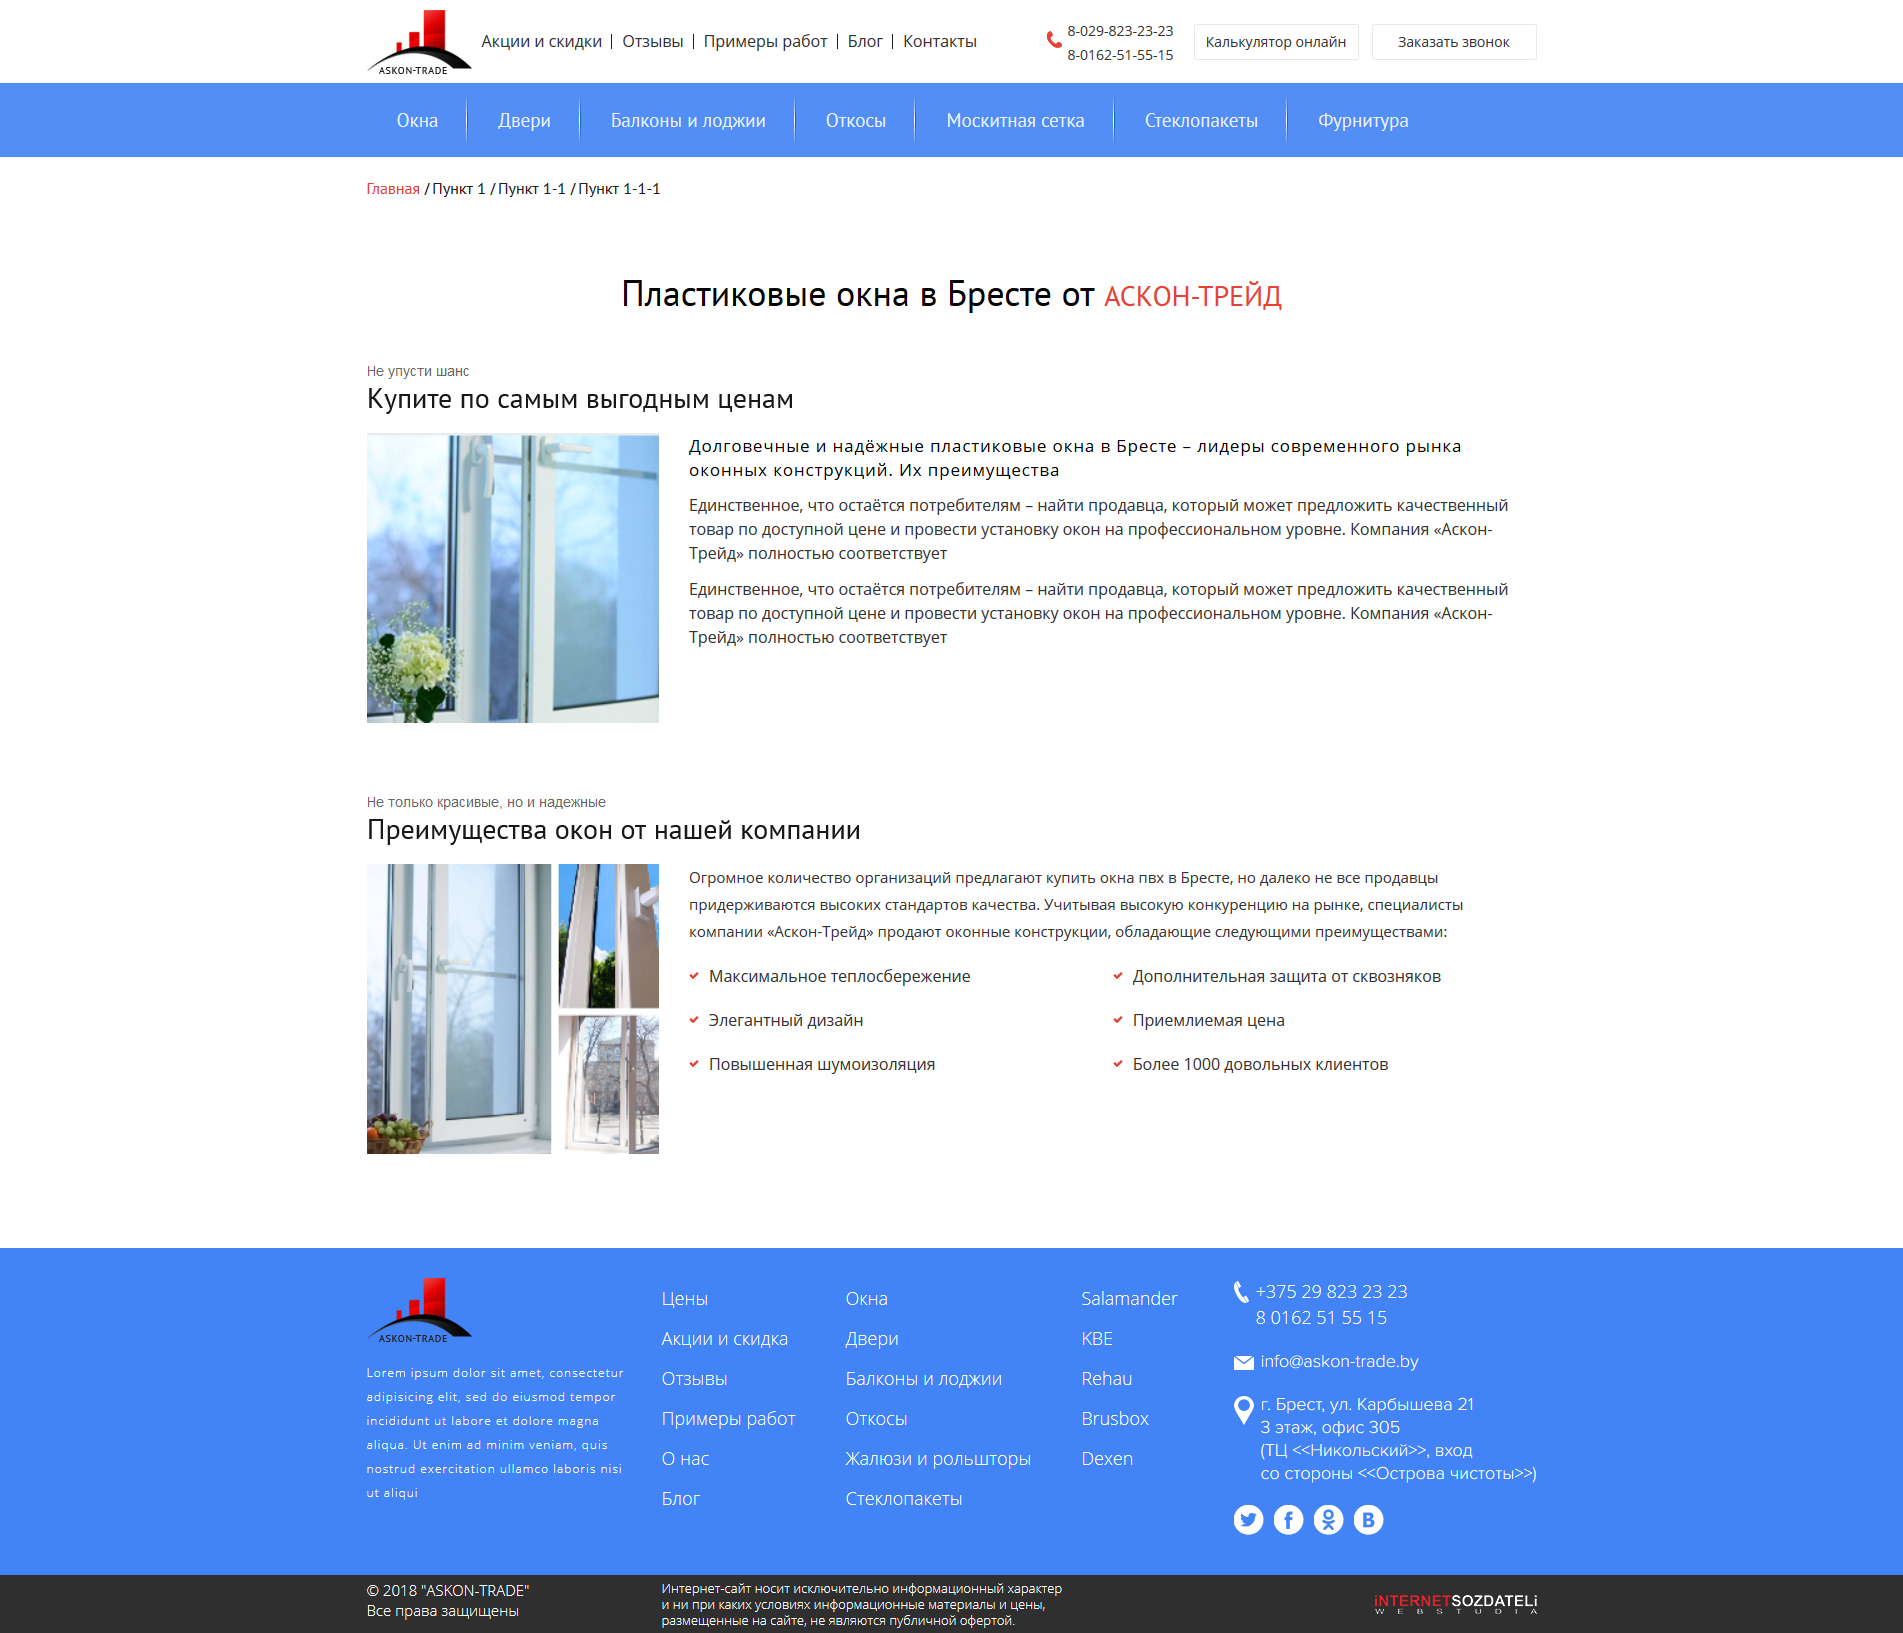 ASKON-TRADE
Акции и скидки | Отзывы | Примеры работ | Блог | Контакты
8-029-823-23-23
8-0162-51-55-15
Калькулятор онлайн
Заказать звонок
Окна Двери Балконы и лоджии Откосы Москитная сетка Стеклопакеты Фурнитура
Главная / Пункт 1 / Пункт 1-1 / Пункт 1-1-1
Пластиковые окна в Бресте от АСКОН-ТРЕЙД
Не упусти шанс
Купите по самым выгодным ценам
Долговечные и надёжные пластиковые окна в Бресте – лидеры современного рынка
оконных конструкций. Их преимущества
Единственное, что остаётся потребителям – найти продавца, который может предложить качественный
товар по доступной цене и провести установку окон на профессиональном уровне. Компания «Аскон-
Трейд» полностью соответствует
Единственное, что остаётся потребителям – найти продавца, который может предложить качественный
товар по доступной цене и провести установку окон на профессиональном уровне. Компания «Аскон-
Трейд» полностью соответствует
Не только красивые, но и надежные
Преимущества окон от нашей компании
Огромное количество организаций предлагают купить окна пвх в Бресте, но далеко не все продавцы
придерживаются высоких стандартов качества. Учитывая высокую конкуренцию на рынке, специалисты
компании «Аскон-Трейд» продают оконные конструкции, обладающие следующими преимуществами:
Максимальное теплосбережение
Дополнительная защита от сквозняков
Элегантный дизайн
Приемлиемая цена
Повышенная шумоизоляция
Более 1000 довольных клиентов
ASKON-TRADE
Lorem ipsum dolor sit amet, consectetur
adipisicing elit, sed do eiusmod tempor
incididunt ut labore et dolore magna
aliqua. Ut enim ad minim veniam, quis
nostrud exercitation ullamco laboris nisi
ut aliqui
Цены
Акции и скидка
Отзывы
Примеры работ
О нас
Блог
Окна
Двери
Балконы и лоджии
Откосы
Жалюзи и рольшторы
Стеклопакеты
Salamander
KBE
Rehau
Brusbox
Dexen
+375 29 823 23 23
8 0162 51 55 15
info@askon-trade.by
г. Брест, ул. Карбышева 21
3 этаж, офис 305
(ТЦ <<Никольский>>, вход
со стороны <<Острова чистоты>>)
© 2018 "ASKON-TRADE"
Все права защищены
Интернет-сайт носит исключительно информационный характер
и ни при каких условиях информационные материалы и цены,
размещенные на сайте, не являются публичной офертой.
iNTERNETSOZDATELi
WEBSTUDIA